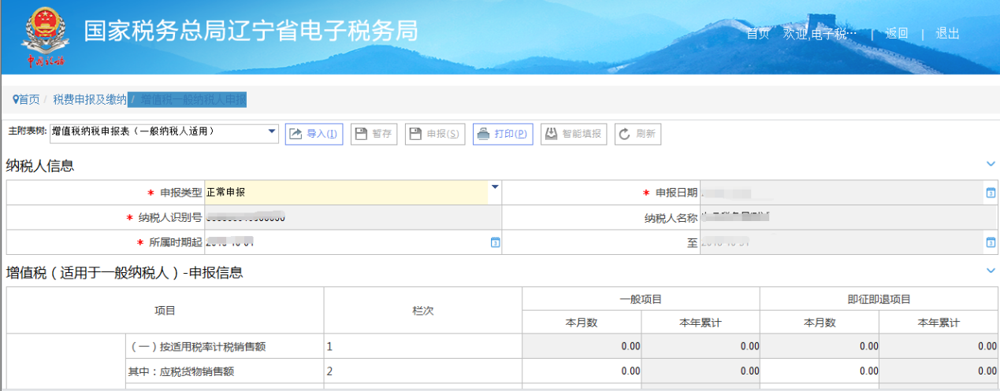 国家税务总局辽宁省电子税务局
中国税务
首页 欢迎,电子税… | 返回 | 退出
首页 / 税费申报及缴纳 / 增值税一般纳税人申报
主附表树: 增值税纳税申报表（一般纳税人适用） 导入(I) 暂存 申报(S) 打印(P) 智能填报 刷新
纳税人信息
* 申报类型 正常申报 * 申报日期
* 纳税人识别号 纳税人名称
* 所属时期起 至
增值税（适用于一般纳税人）-申报信息
项目 栏次 一般项目 即征即退项目
本月数 本年累计 本月数 本年累计
（一）按适用税率计税销售额 1 0.00 0.00 0.00 0.00
其中：应税货物销售额 2 0.00 0.00 0.00 0.00